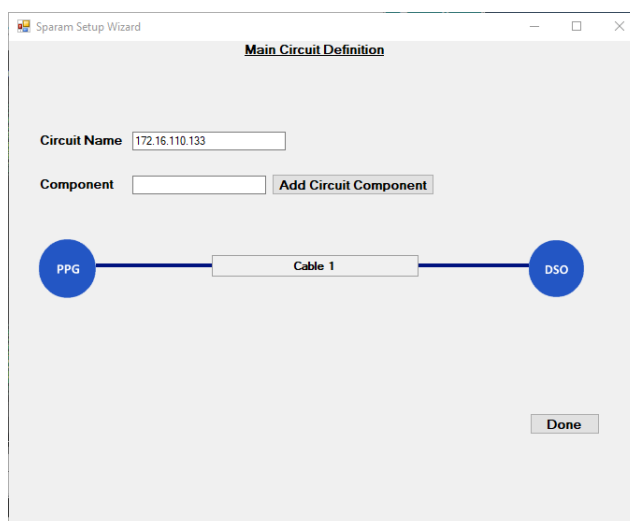 Sparam Setup Wizard
Main Circuit Definition
Circuit Name 172.16.110.133
Component Add Circuit Component
PPG Cable 1 DSO
Done